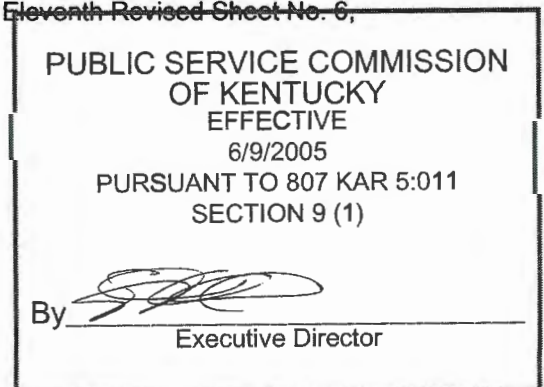 Eleventh Revised Sheet No. 6,
PUBLIC SERVICE COMMISSION
OF KENTUCKY
EFFECTIVE
6/9/2005
PURSUANT TO 807 KAR 5:011
SECTION 9 (1)
By
Executive Director